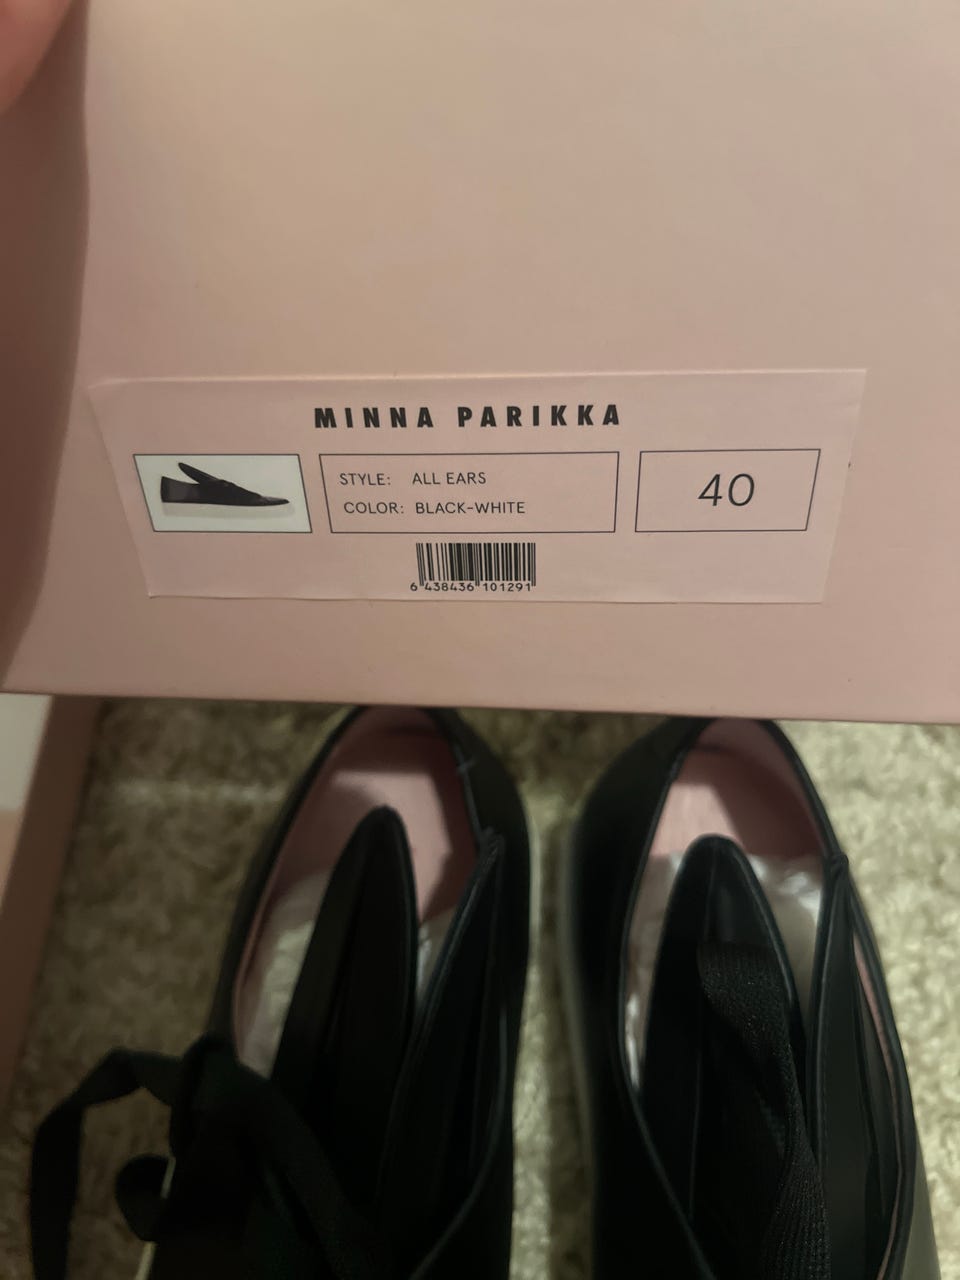 MINNA PARIKKA
STYLE: ALL EARS
COLOR: BLACK-WHITE
40
6 438436 101291